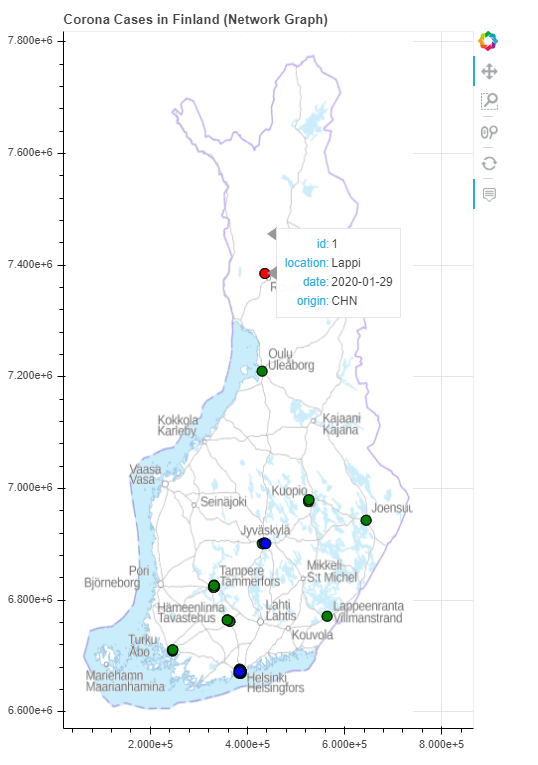 Corona Cases in Finland (Network Graph)
7.800e+6
7.600e+6
id: 1
location: Lappi
7.400e+6
date: 2020-01-29
origin: CHN
Oulu
Uleåborg
7.200e+6
Kokkola
Karleby
Kajaani
Kajana
Vaasa
Vasa
7.000e+6
Kuopio
Seinäjoki
Joensuu
Jyväskylä
Pori
Björneborg
Tampere
Tammerfors
Mikkeli
S:t Michel
6.800e+6
Hämeenlinna
Tavastehus
Lahti
Lahtis
Lappeenranta
Villmanstrand
Kouvola
Turku
Åbo
Mariehamn
Maarianhamina
Helsinki
Helsingfors
6.600e+6
2.000e+5 4.000e+5 6.000e+5 8.000e+5